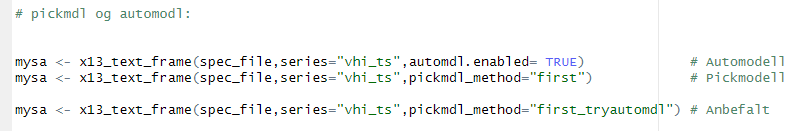 # pickmdl og automodl:
mysa <- x13_text_frame(spec_file,series="vhi_ts",automdl.enabled= TRUE) # Automodell
mysa <- x13_text_frame(spec_file,series="vhi_ts",pickmdl_method="first") # Pickmodell
mysa <- x13_text_frame(spec_file,series="vhi_ts",pickmdl_method="first_tryautomdl") # Anbefalt